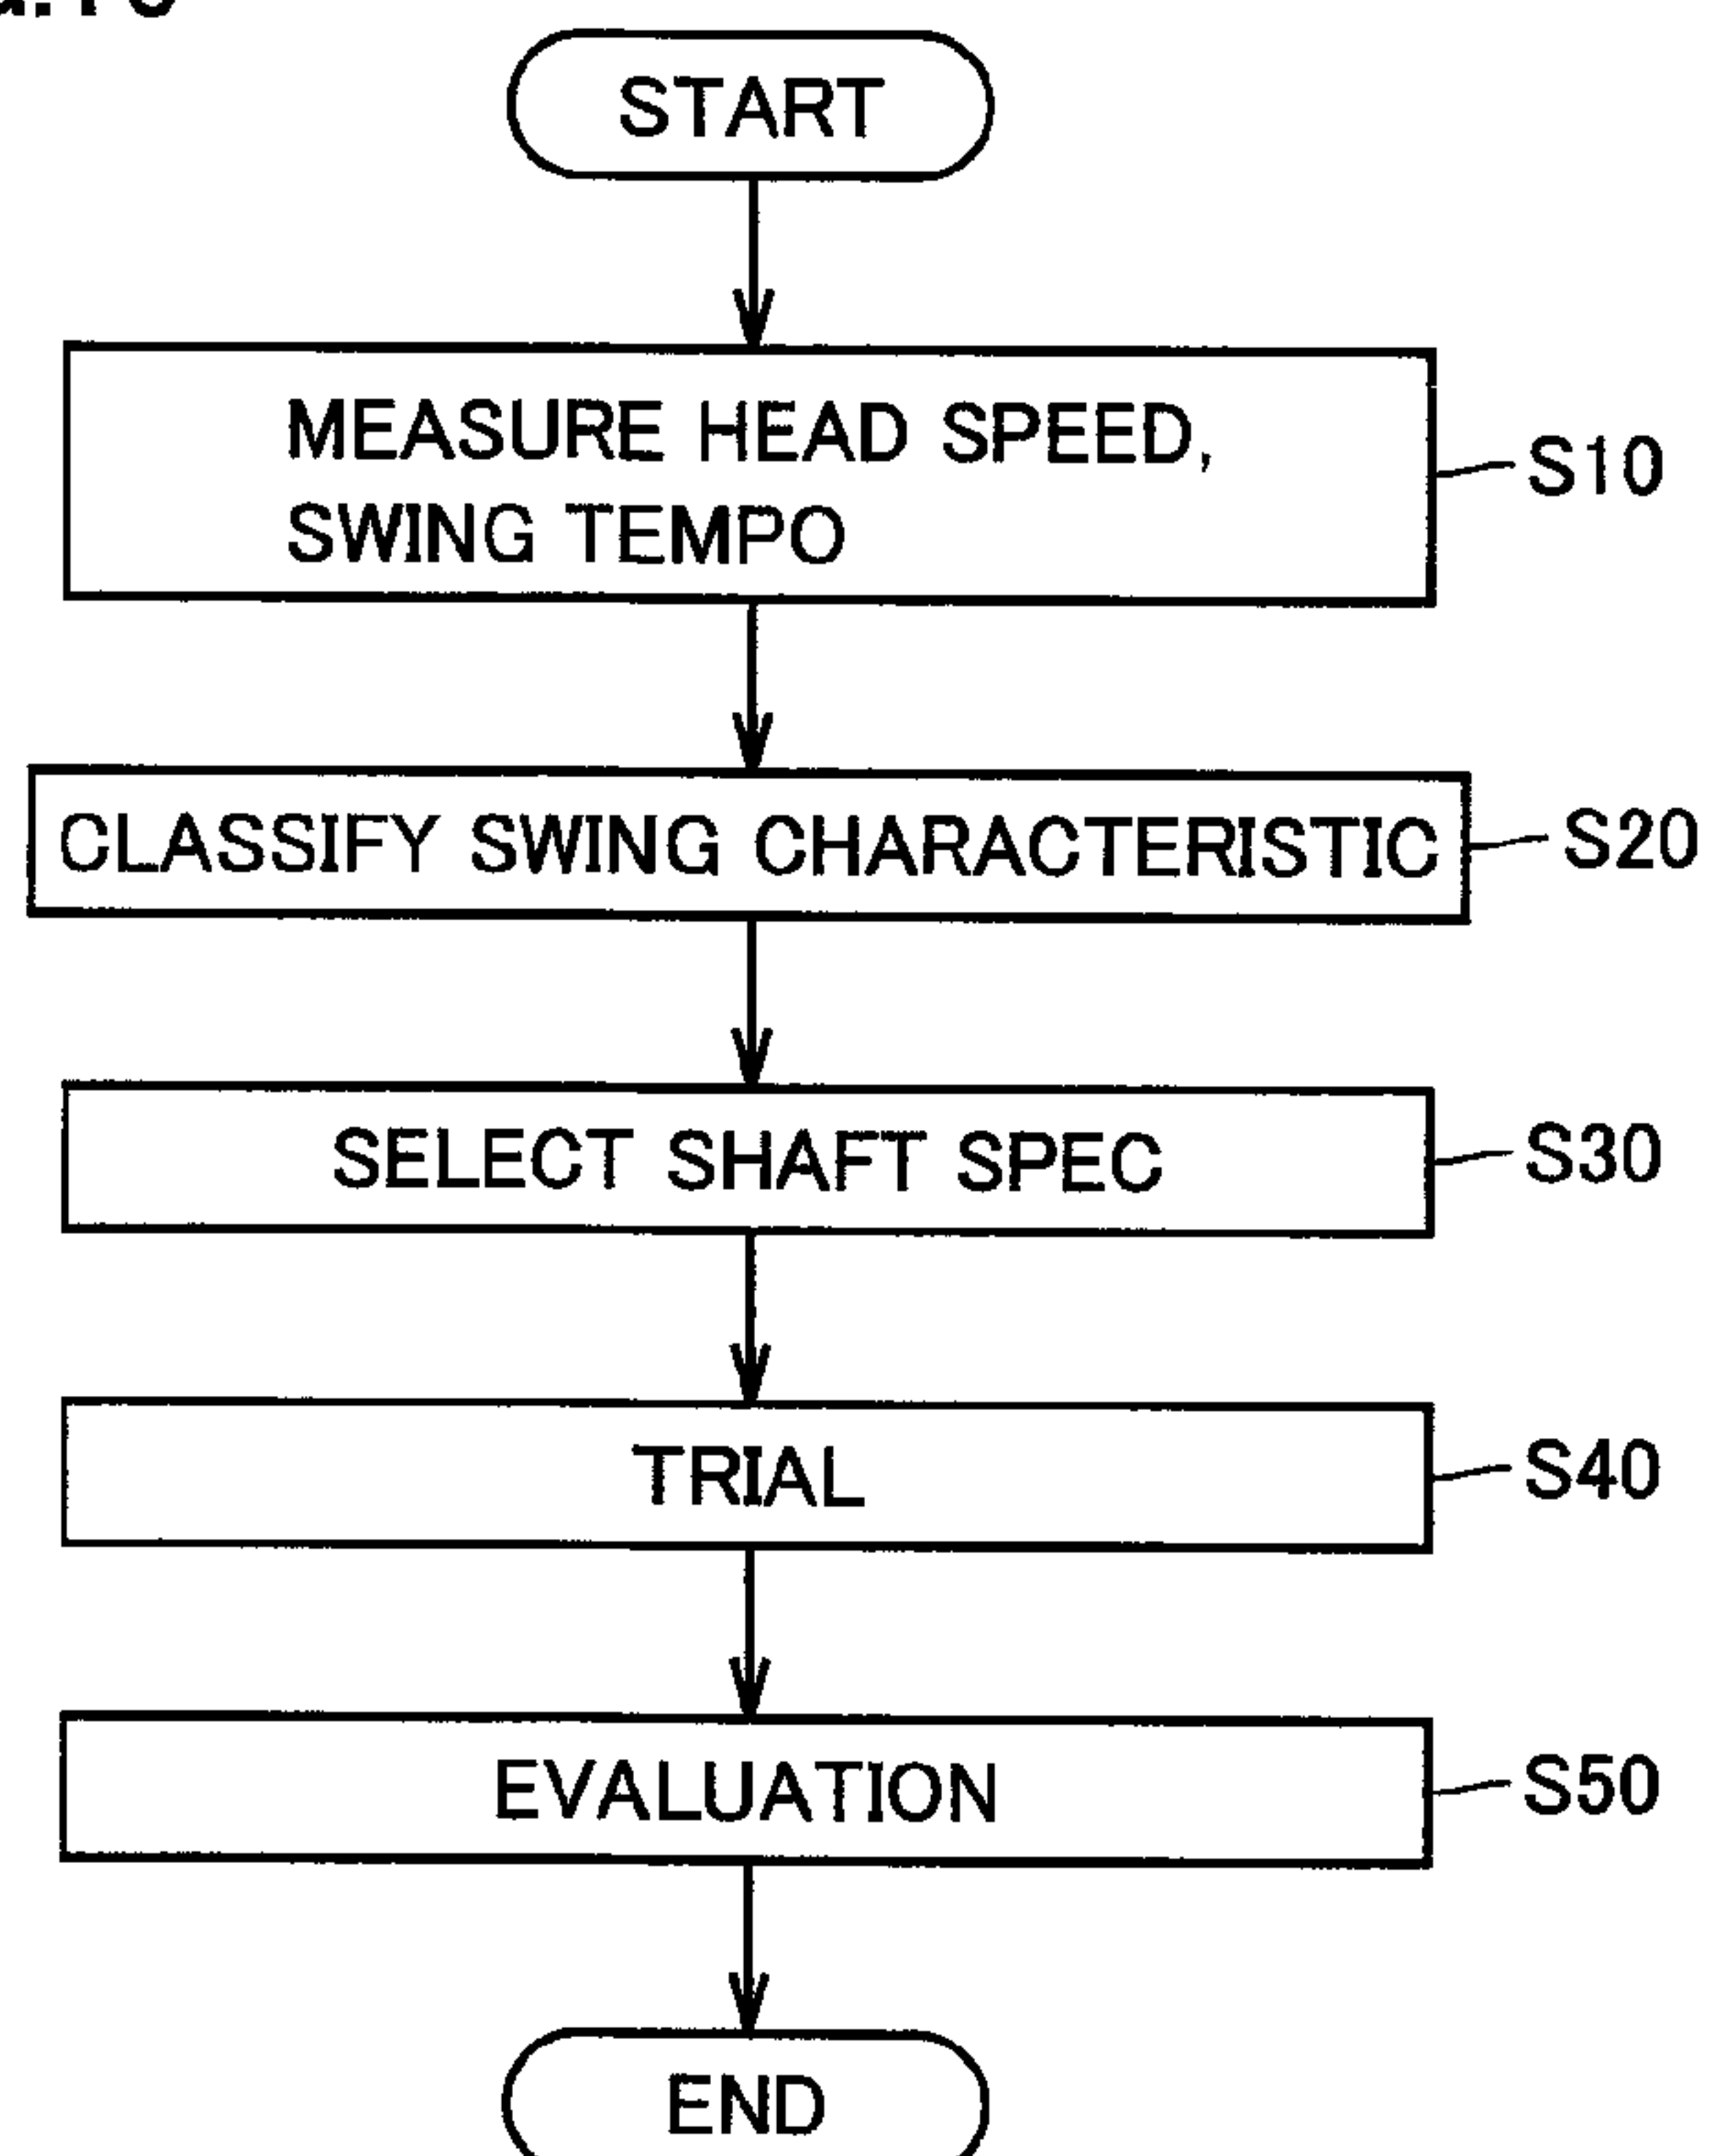 START
MEASURE HEAD SPEED,
SWING TEMPO
S10
CLASSIFY SWING CHARACTERISTIC
S20
SELECT SHAFT SPEC
S30
TRIAL
S40
EVALUATION
S50
END